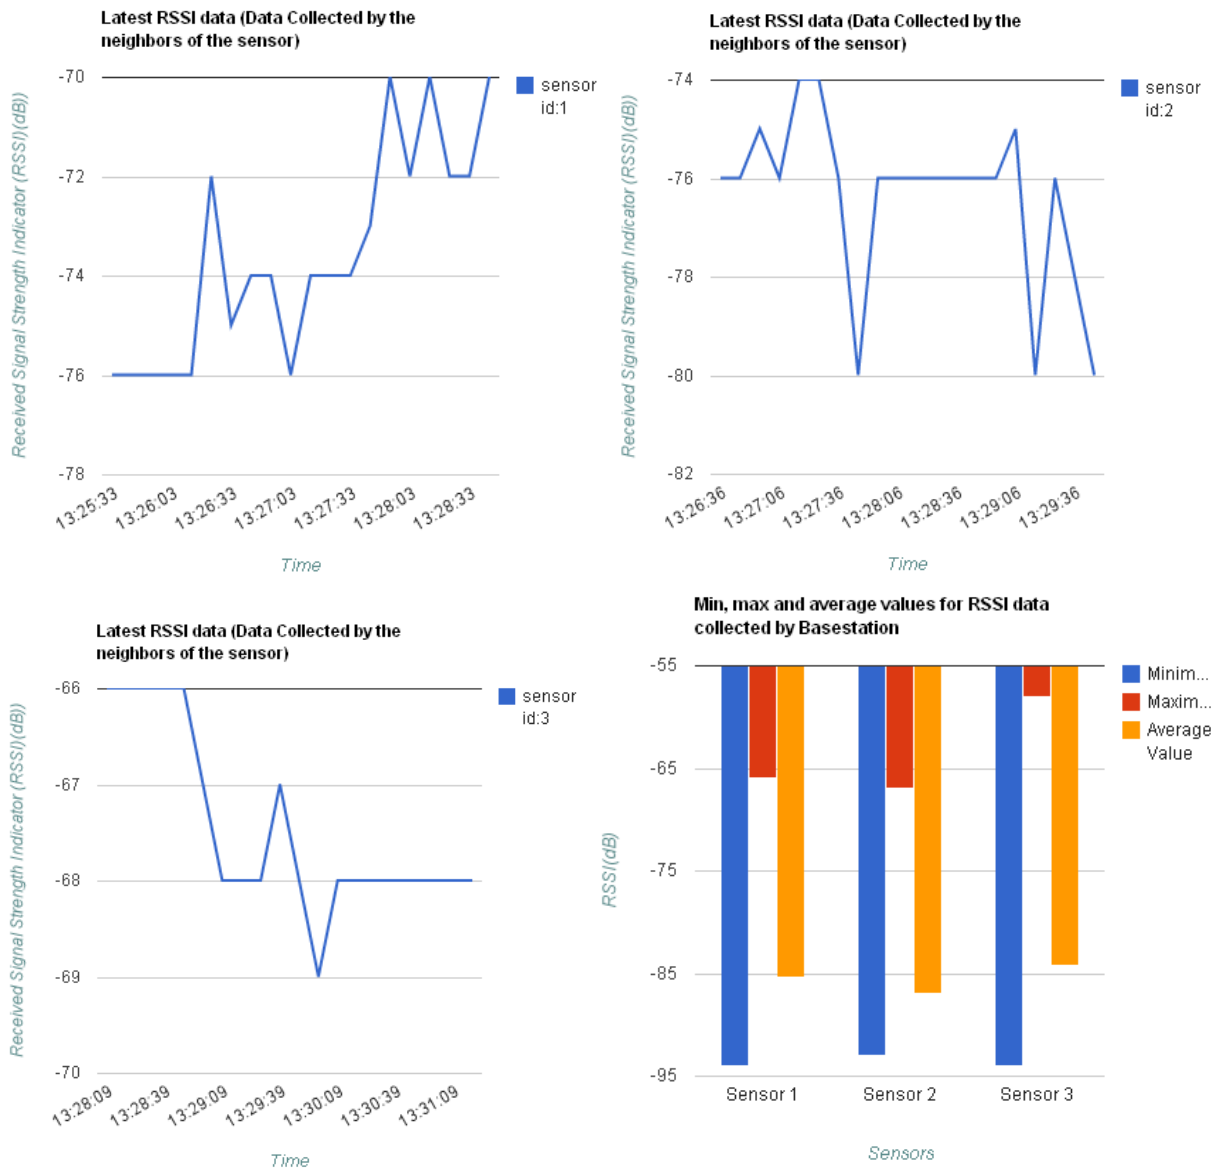 Latest RSSI data (Data Collected by the
neighbors of the sensor)
Received Signal Strength Indicator (RSSI)(dB))
-70
-72
-74
-76
-78
sensor
id:1
13:25:33
13:26:03
13:26:33
13:27:03
13:27:33
13:28:03
13:28:33
Time
Latest RSSI data (Data Collected by the
neighbors of the sensor)
Received Signal Strength Indicator (RSSI)(dB))
-74
-76
-78
-80
-82
sensor
id:2
13:26:36
13:27:06
13:27:36
13:28:06
13:28:36
13:29:06
13:29:36
Time
Latest RSSI data (Data Collected by the
neighbors of the sensor)
Received Signal Strength Indicator (RSSI)(dB))
-66
-67
-68
-69
-70
sensor
id:3
13:28:09
13:28:39
13:29:09
13:29:39
13:30:09
13:30:39
13:31:09
Time
Min, max and average values for RSSI data
collected by Basestation
RSSI(dB)
-55
-65
-75
-85
-95
Minim...
Maxim...
Average
Value
Sensor 1
Sensor 2
Sensor 3
Sensors